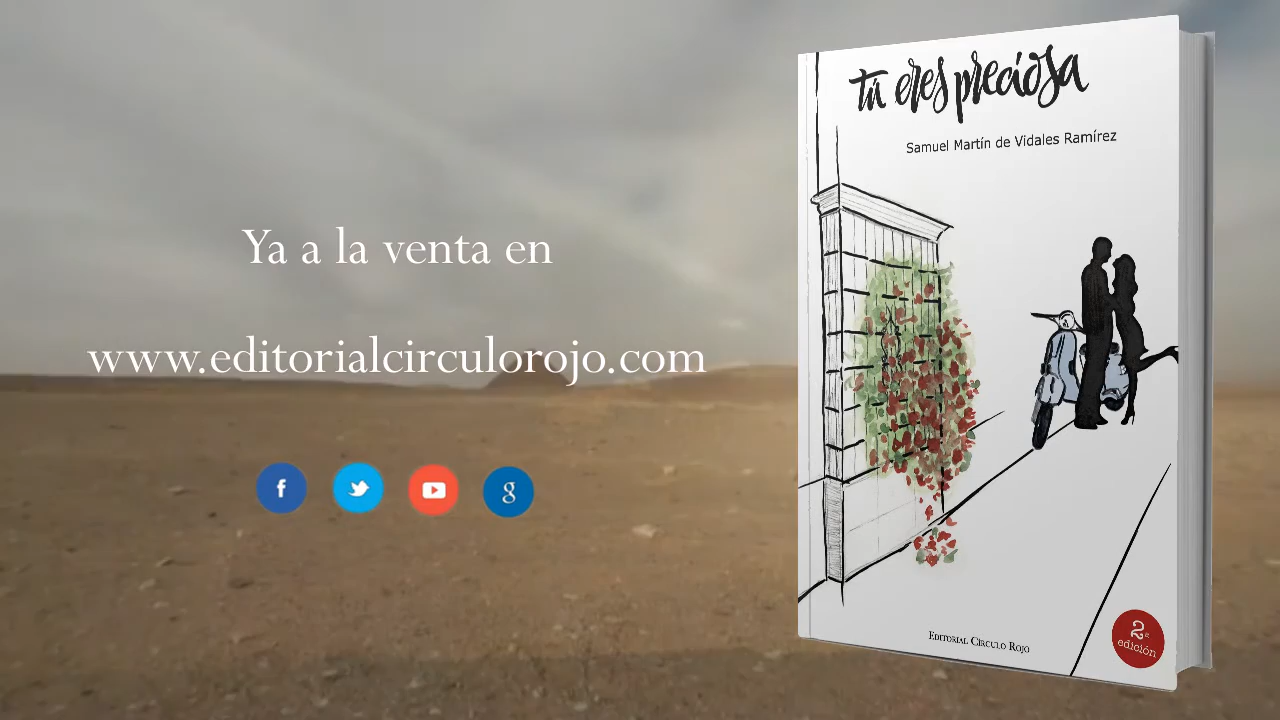 Ya a la venta en
www.editorialcirculorojo.com
f
g
tú eres preciosa
Samuel Martín de Vidales Ramírez
Editorial Círculo Rojo
2ª
edición